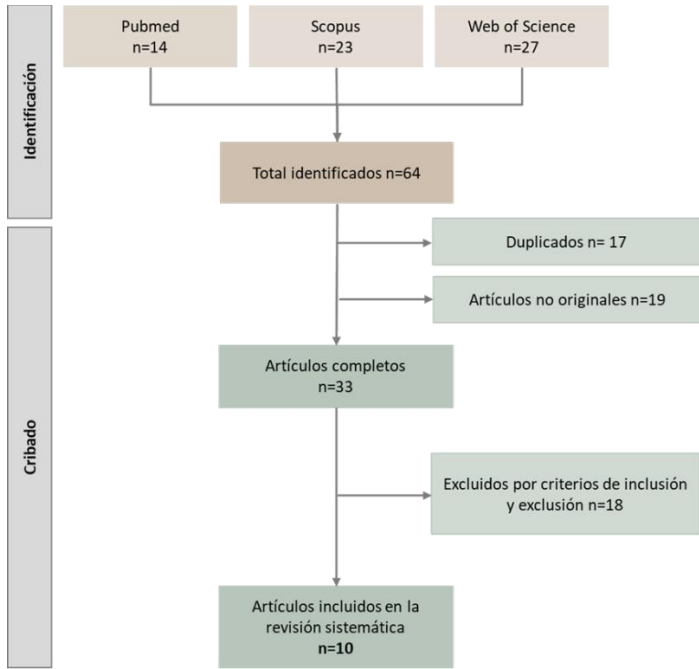 Identificación
Pubmed
n=14
Scopus
n=23
Web of Science
n=27
Total identificados n=64
Cribado
Duplicados n= 17
Artículos no originales n=19
Artículos completos
n=33
Excluidos por criterios de inclusión
y exclusión n=18
Artículos incluidos en la
revisión sistemática
n=10